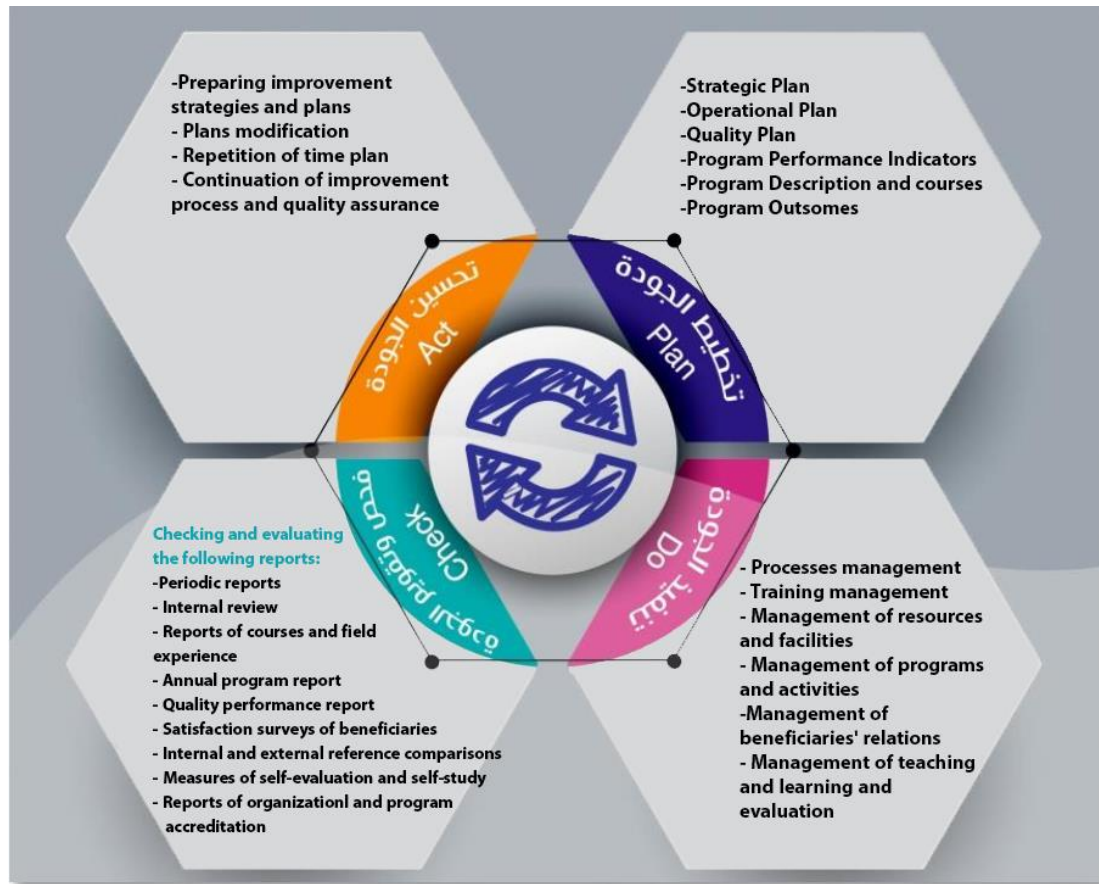 -Preparing improvement
strategies and plans
- Plans modification
- Repetition of time plan
- Continuation of improvement
process and quality assurance
-Strategic Plan
-Operational Plan
-Quality Plan
-Program Performance Indicators
-Program Description and courses
-Program Outsomes
تحسين الجودة
Act
تخطيط الجودة
Plan
فحص وتقويم الجودة
Check
تنفيذ الجودة
Do
Checking and evaluating
the following reports:
-Periodic reports
- Internal review
- Reports of courses and field
experience
- Annual program report
- Quality performance report
- Satisfaction surveys of beneficiaries
- Internal and external reference comparisons
- Measures of self-evaluation and self-study
- Reports of organizationl and program
accreditation
- Processes management
- Training management
- Management of resources
and facilities
- Management of programs
and activities
-Management of
beneficiaries' relations
- Management of teaching
and learning and
evaluation